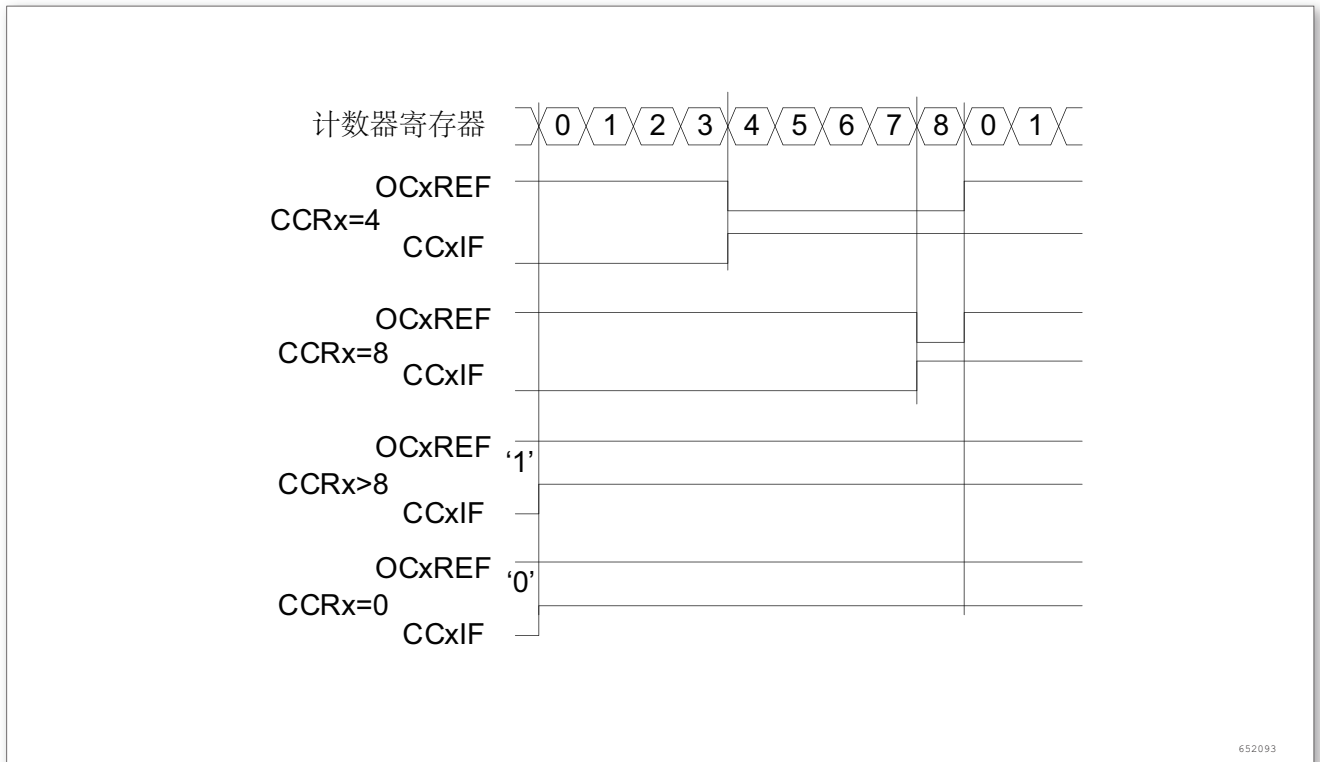 计数器寄存器 0 1 2 3 4 5 6 7 8 0 1
OCxREF
CCRx=4
CCxIF
OCxREF
CCRx=8
CCxIF
OCxREF ‘1’
CCRx>8
CCxIF
OCxREF ‘0’
CCRx=0
CCxIF
652093